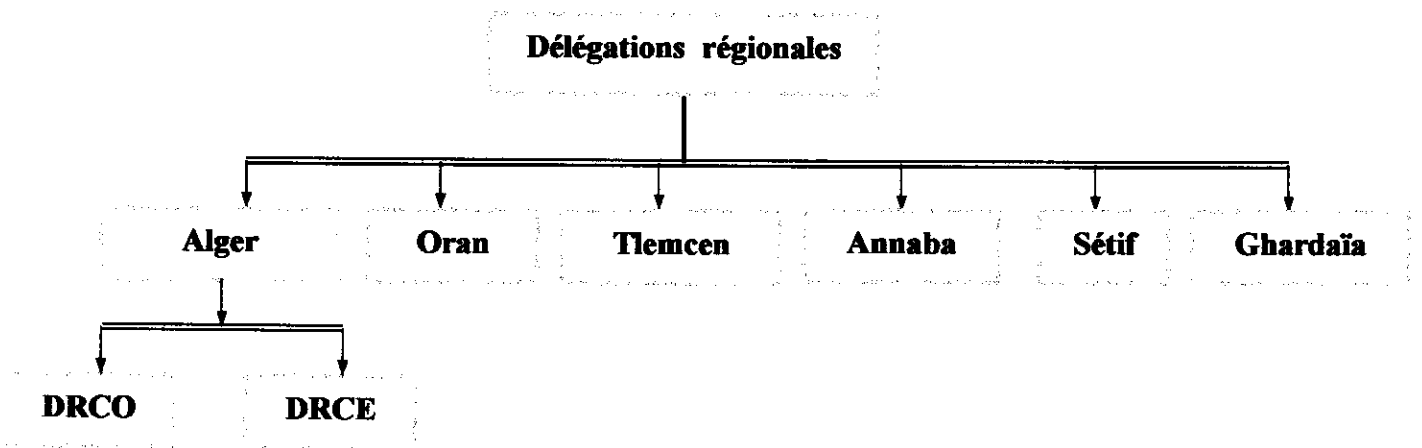 Délégations régionales
Alger
Oran
Tlemcen
Annaba
Sétif
Ghardaïa
DRCO
DRCE